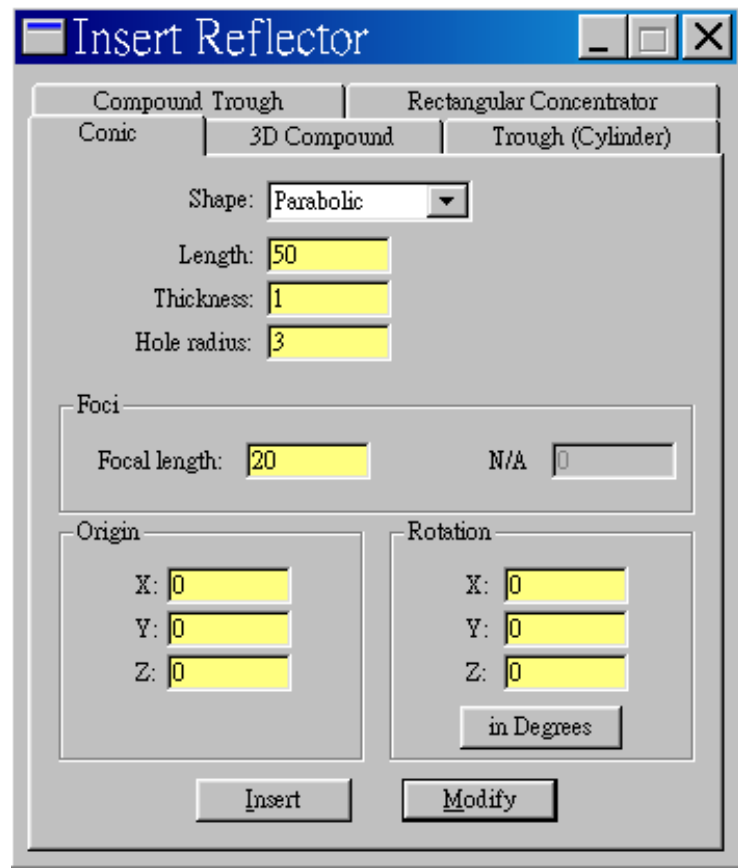 Insert Reflector
Compound Trough Rectangular Concentrator
Conic 3D Compound Trough (Cylinder)
Shape: Parabolic
Length: 50
Thickness: 1
Hole radius: 3
Foci
Focal length: 20 N/A 0
Origin Rotation
X: 0 X: 0
Y: 0 Y: 0
Z: 0 Z: 0
in Degrees
Insert Modify